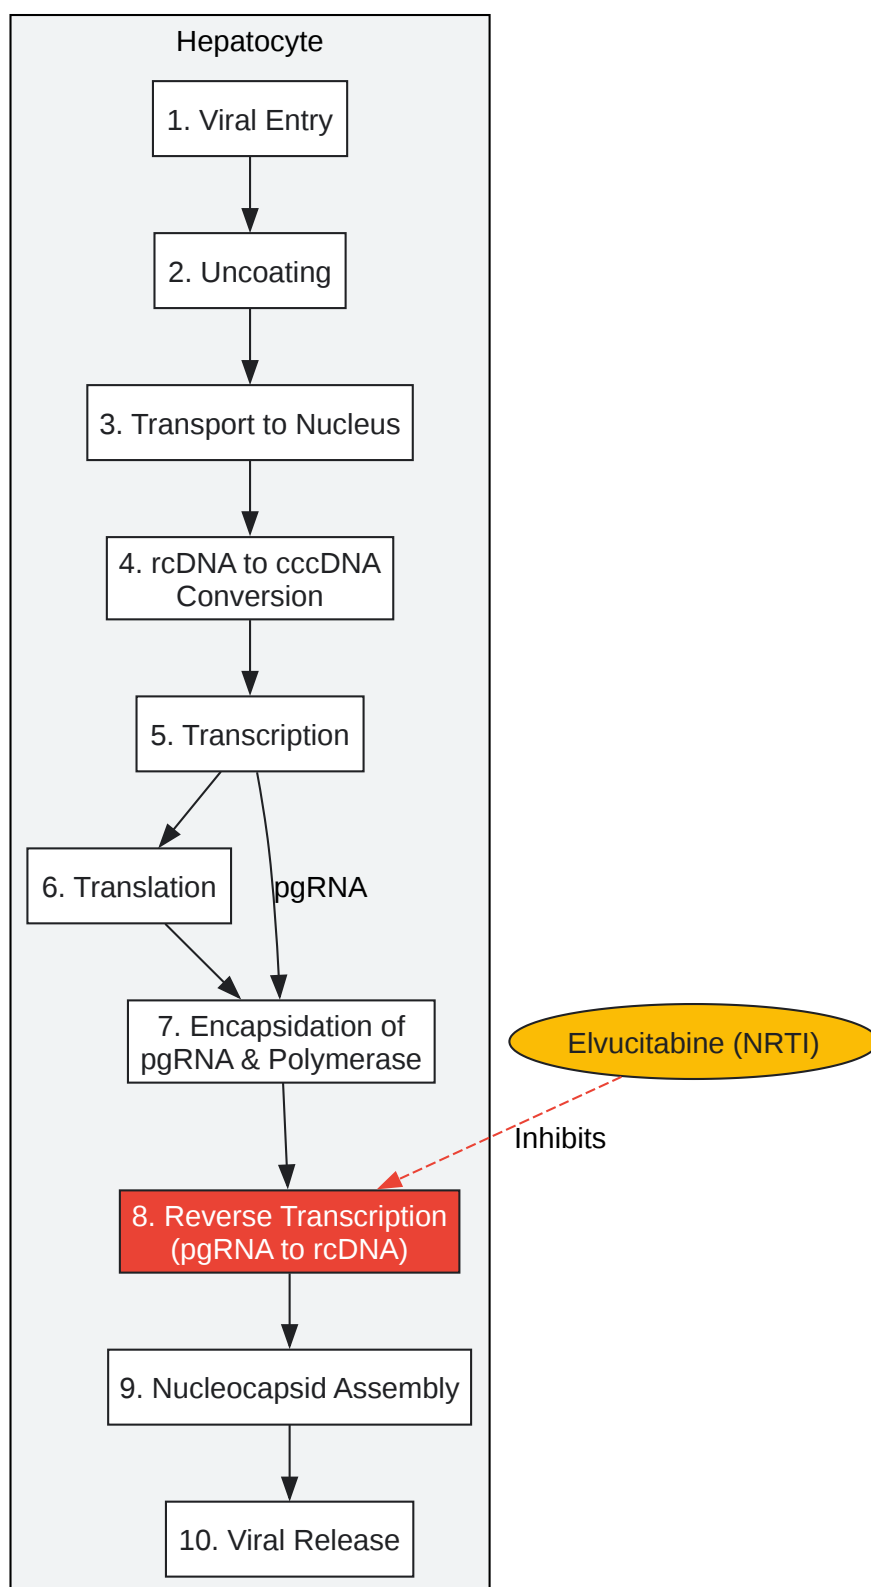 Hepatocyte
1. Viral Entry
2. Uncoating
3. Transport to Nucleus
4. rcDNA to cccDNA
Conversion
5. Transcription
6. Translation
pgRNA
7. Encapsidation of
pgRNA & Polymerase
Elvucitabine (NRTI)
Inhibits
8. Reverse Transcription
(pgRNA to rcDNA)
9. Nucleocapsid Assembly
10. Viral Release